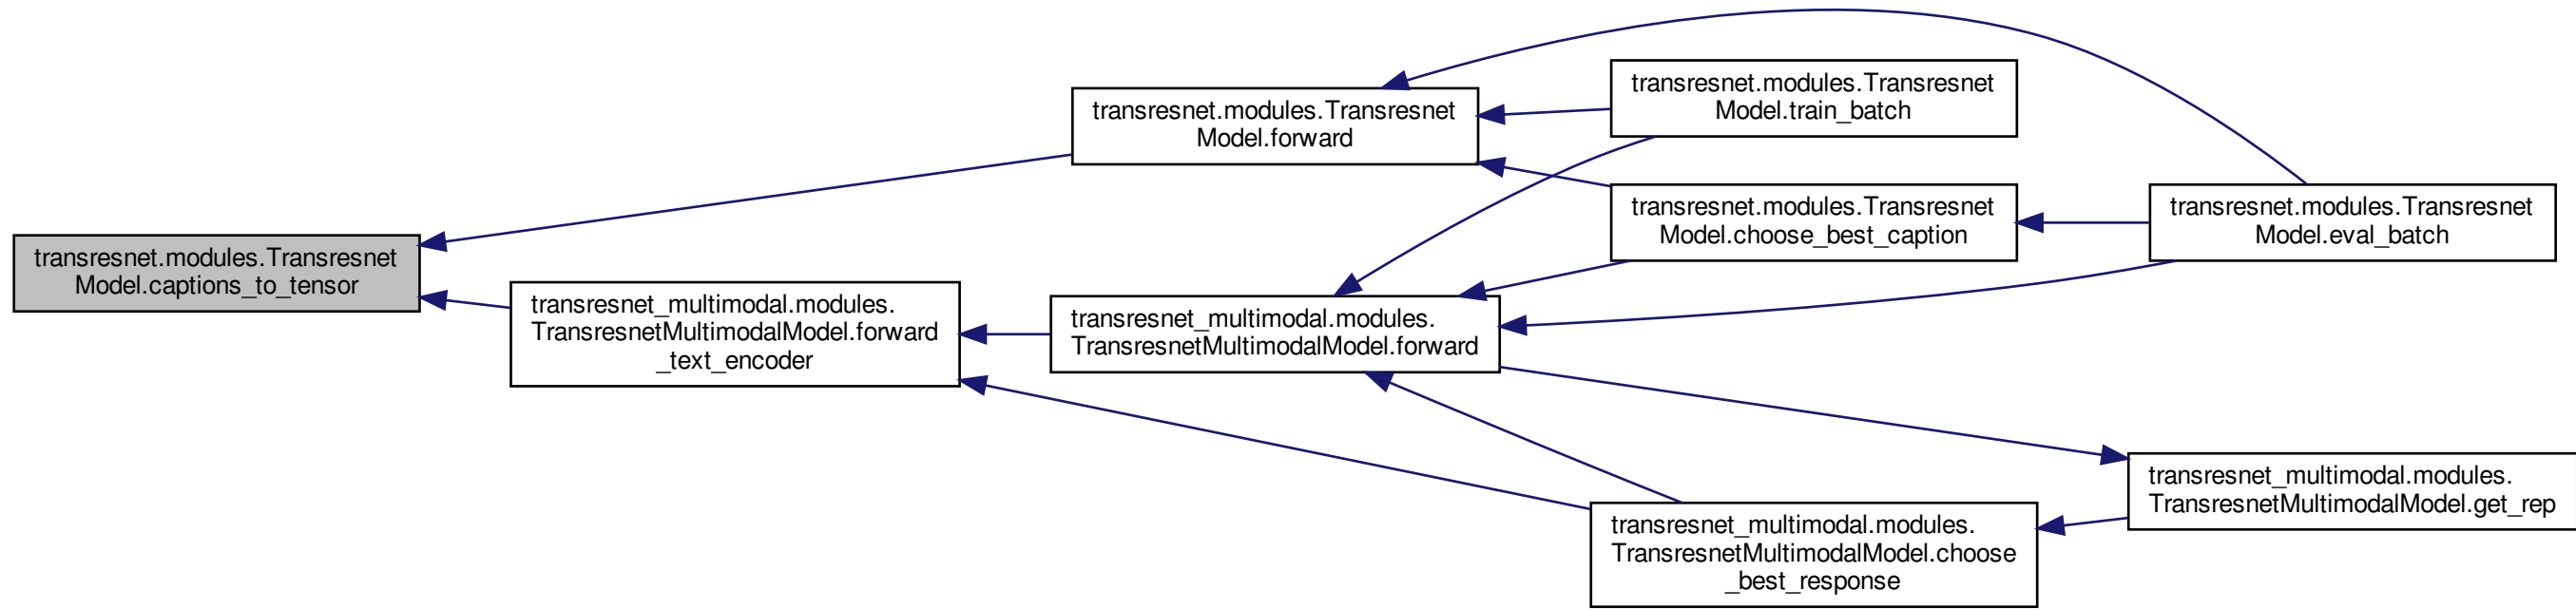 transresnet.modules.Transresnet
Model.captions_to_tensor
transresnet.modules.Transresnet
Model.forward
transresnet_multimodal.modules.
TransresnetMultimodalModel.forward
_text_encoder
transresnet_multimodal.modules.
TransresnetMultimodalModel.forward
transresnet.modules.Transresnet
Model.train_batch
transresnet.modules.Transresnet
Model.choose_best_caption
transresnet_multimodal.modules.
TransresnetMultimodalModel.choose
_best_response
transresnet.modules.Transresnet
Model.eval_batch
transresnet_multimodal.modules.
TransresnetMultimodalModel.get_rep